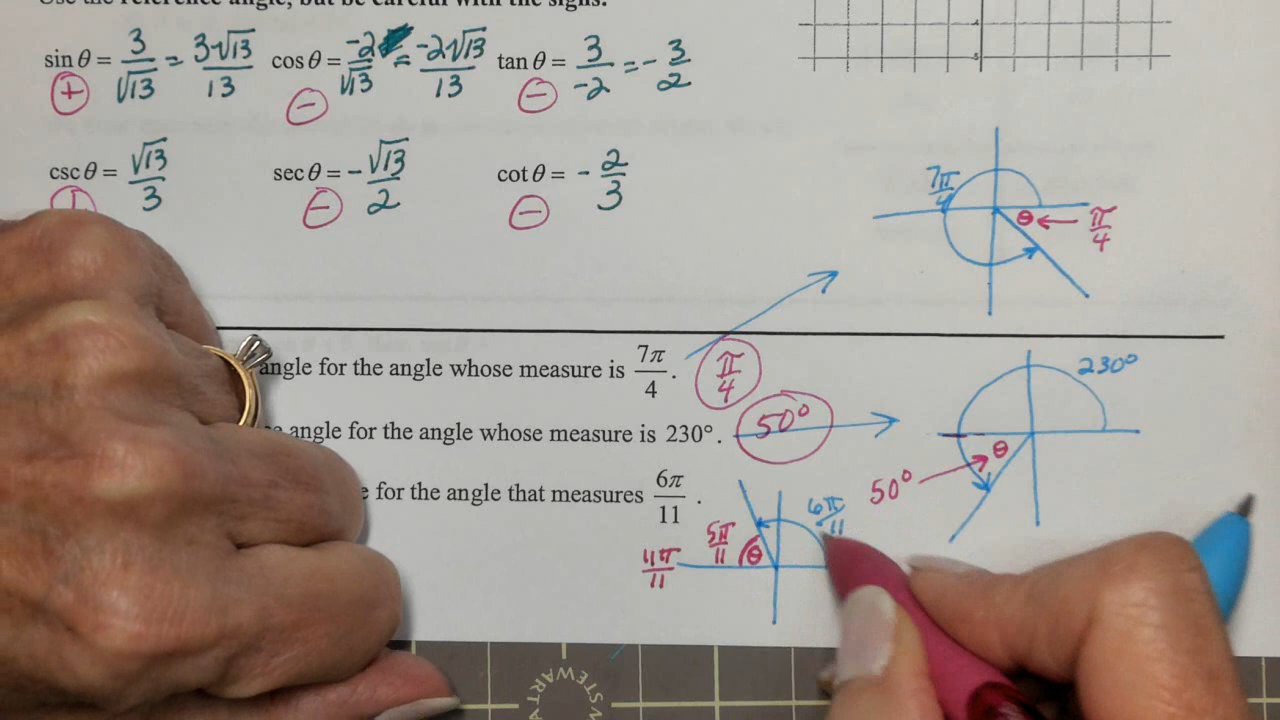 Use the reference angle, but be careful with the signs.
sin θ = 3/√13 = 3√13/13 cos θ = -2/√13 = -2√13/13 tan θ = 3/-2 = -3/2
+ − −
csc θ = √13/3 sec θ = -√13/2 cot θ = -2/3
− −
7π/4 θ ← π/4
angle for the angle whose measure is 7π/4. π/4
angle for the angle whose measure is 230°. 50°
230°
θ
50°
for the angle that measures 6π/11.
6π/11
5π/11 θ
11π/11
-4
-5
STEWART